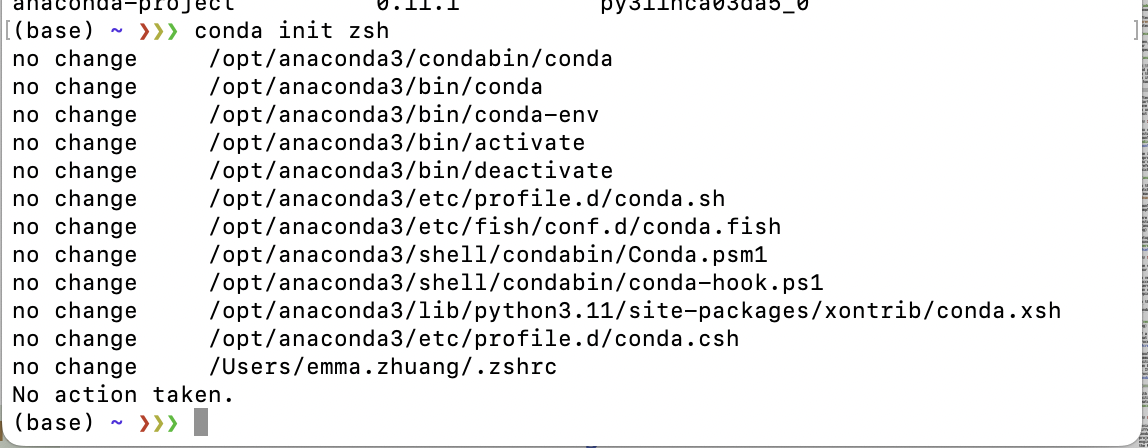 anaconda-project 0.11.1 py311hca03da5_0
[(base) ~ ❯❯❯ conda init zsh ]
no change /opt/anaconda3/condabin/conda
no change /opt/anaconda3/bin/conda
no change /opt/anaconda3/bin/conda-env
no change /opt/anaconda3/bin/activate
no change /opt/anaconda3/bin/deactivate
no change /opt/anaconda3/etc/profile.d/conda.sh
no change /opt/anaconda3/etc/fish/conf.d/conda.fish
no change /opt/anaconda3/shell/condabin/Conda.psm1
no change /opt/anaconda3/shell/condabin/conda-hook.ps1
no change /opt/anaconda3/lib/python3.11/site-packages/xontrib/conda.xsh
no change /opt/anaconda3/etc/profile.d/conda.csh
no change /Users/emma.zhuang/.zshrc
No action taken.
(base) ~ ❯❯❯